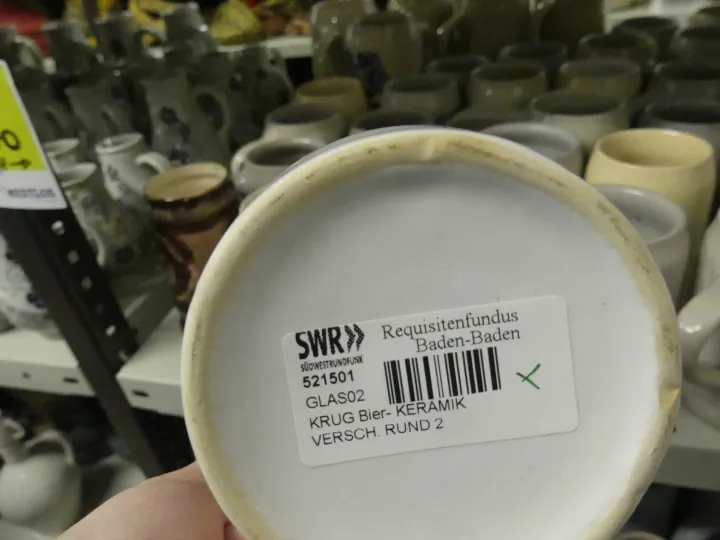 SWR»
SÜDWESTRUNDFUNK
Requisitenfundus
Baden-Baden
521501
GLAS02
KRUG Bier- KERAMIK
VERSCH. RUND 2